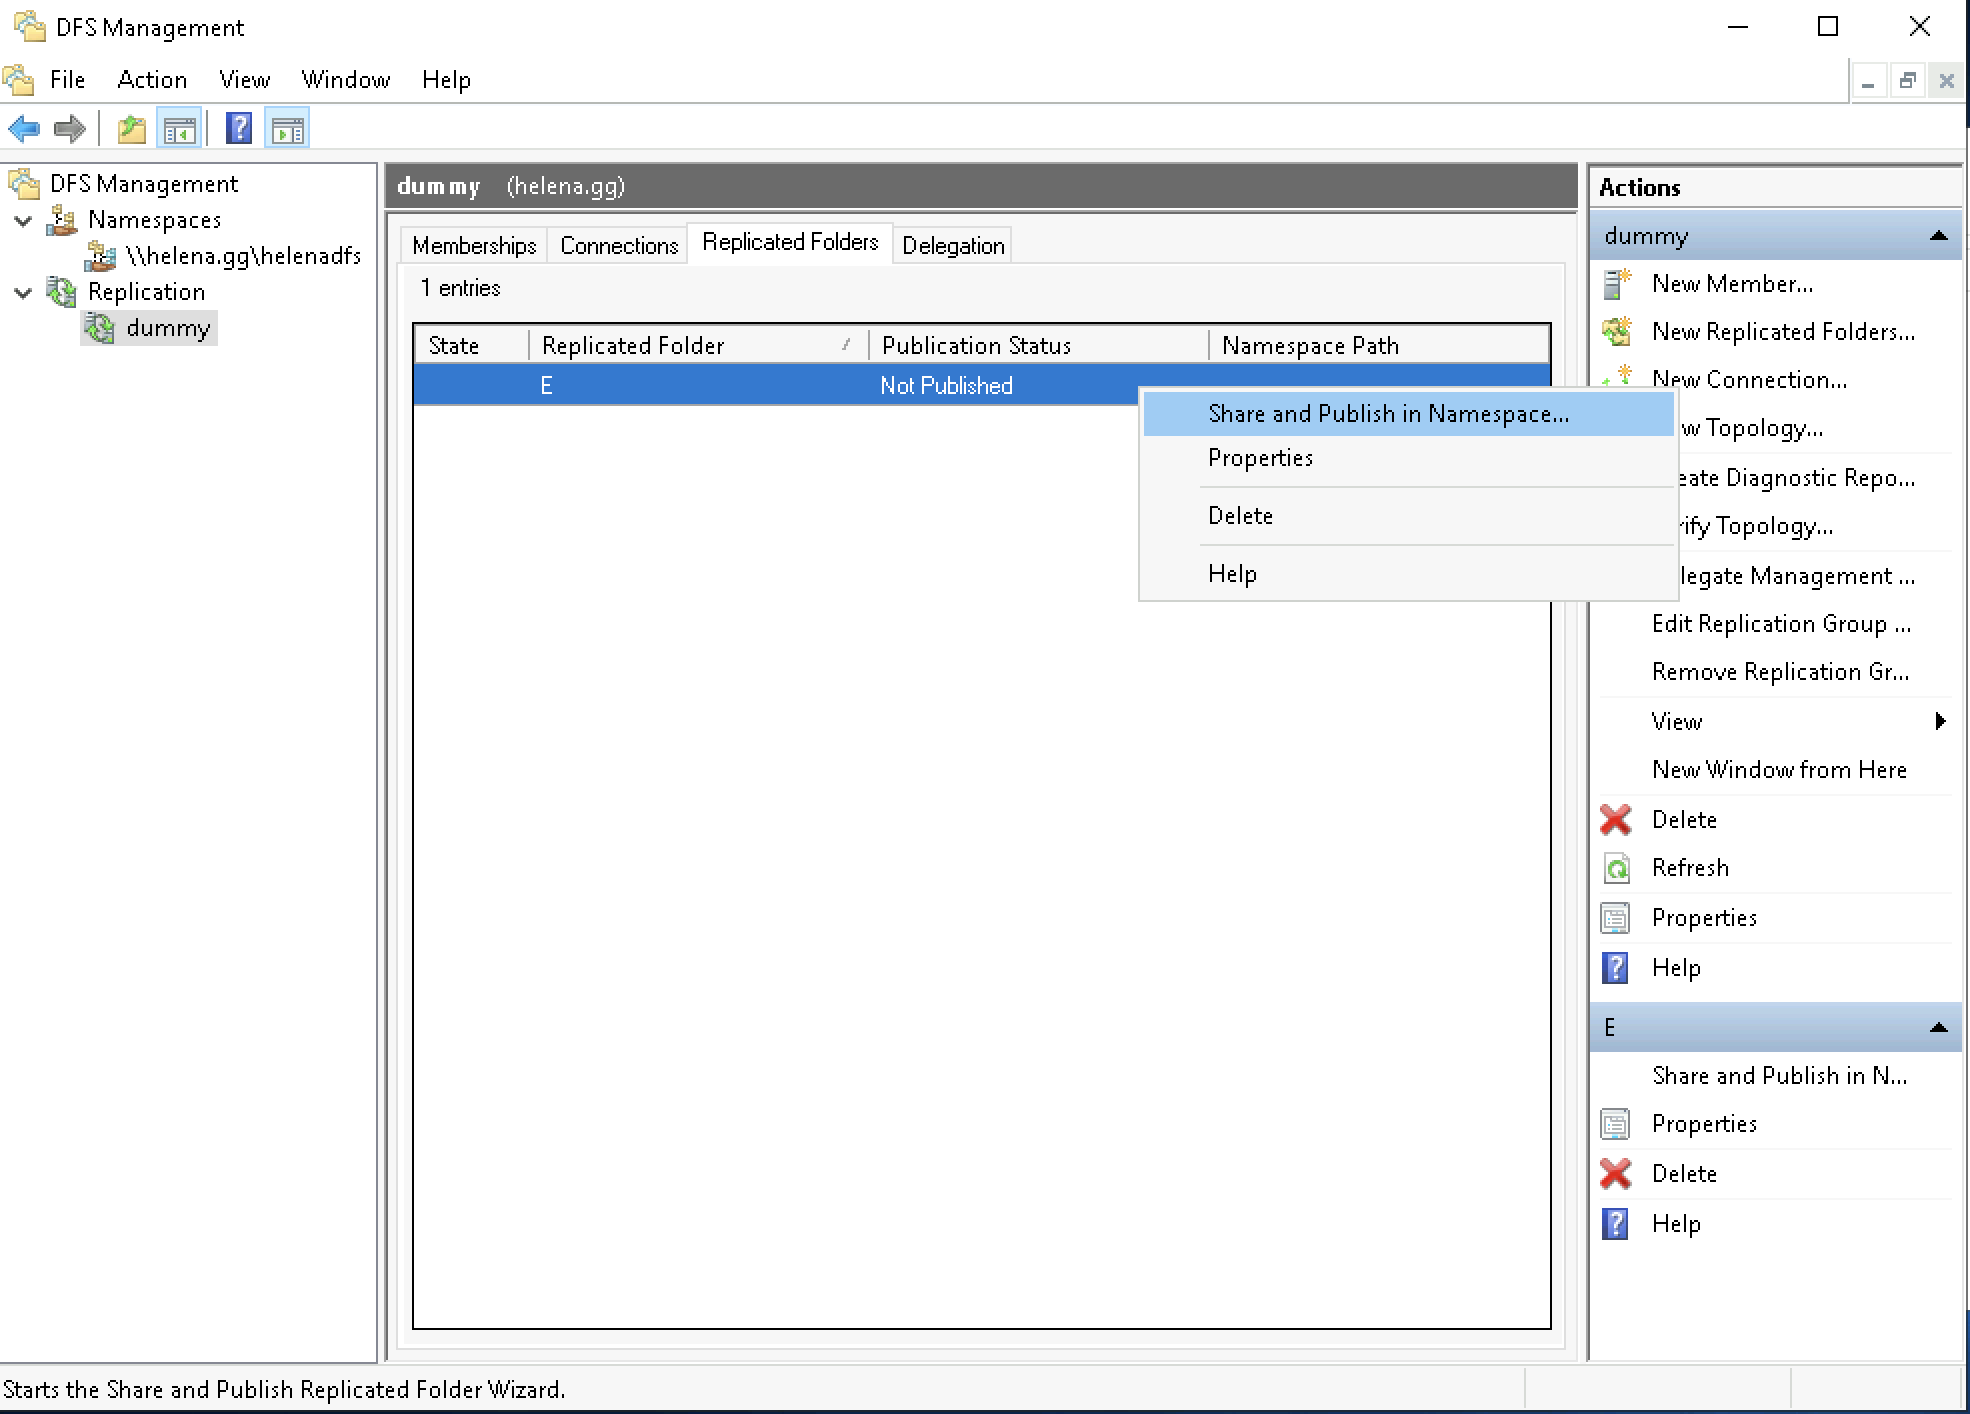 DFS Management
File Action View Window Help
DFS Management
Namespaces
\\helena.gg\helenadfs
Replication
dummy
dummy (helena.gg)
Memberships Connections Replicated Folders Delegation
1 entries
State Replicated Folder Publication Status Namespace Path
E Not Published
Share and Publish in Namespace...
Properties
Delete
Help
Actions
dummy
New Member...
New Replicated Folders...
New Connection...
w Topology...
eate Diagnostic Repo...
rify Topology...
legate Management ...
Edit Replication Group ...
Remove Replication Gr...
View
New Window from Here
Delete
Refresh
Properties
Help
E
Share and Publish in N...
Properties
Delete
Help
Starts the Share and Publish Replicated Folder Wizard.